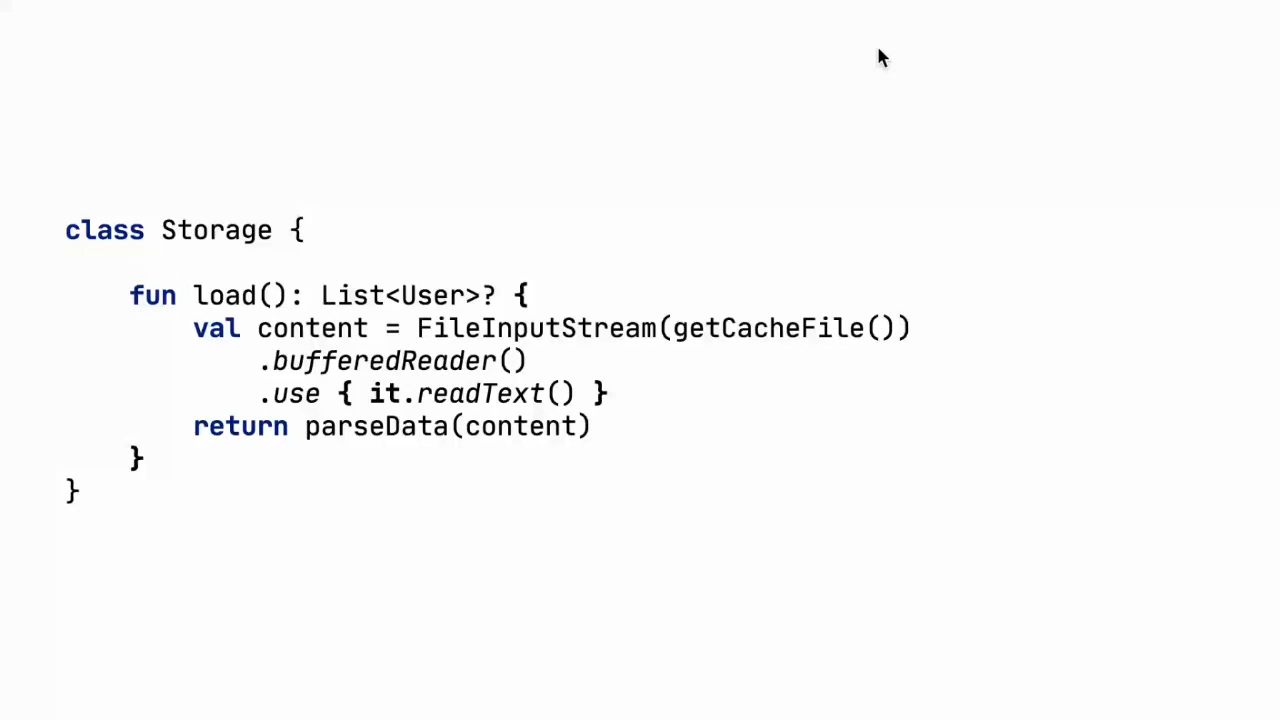 class Storage {
    fun load(): List<User>? {
        val content = FileInputStream(getCacheFile())
            .bufferedReader()
            .use { it.readText() }
        return parseData(content)
    }
}